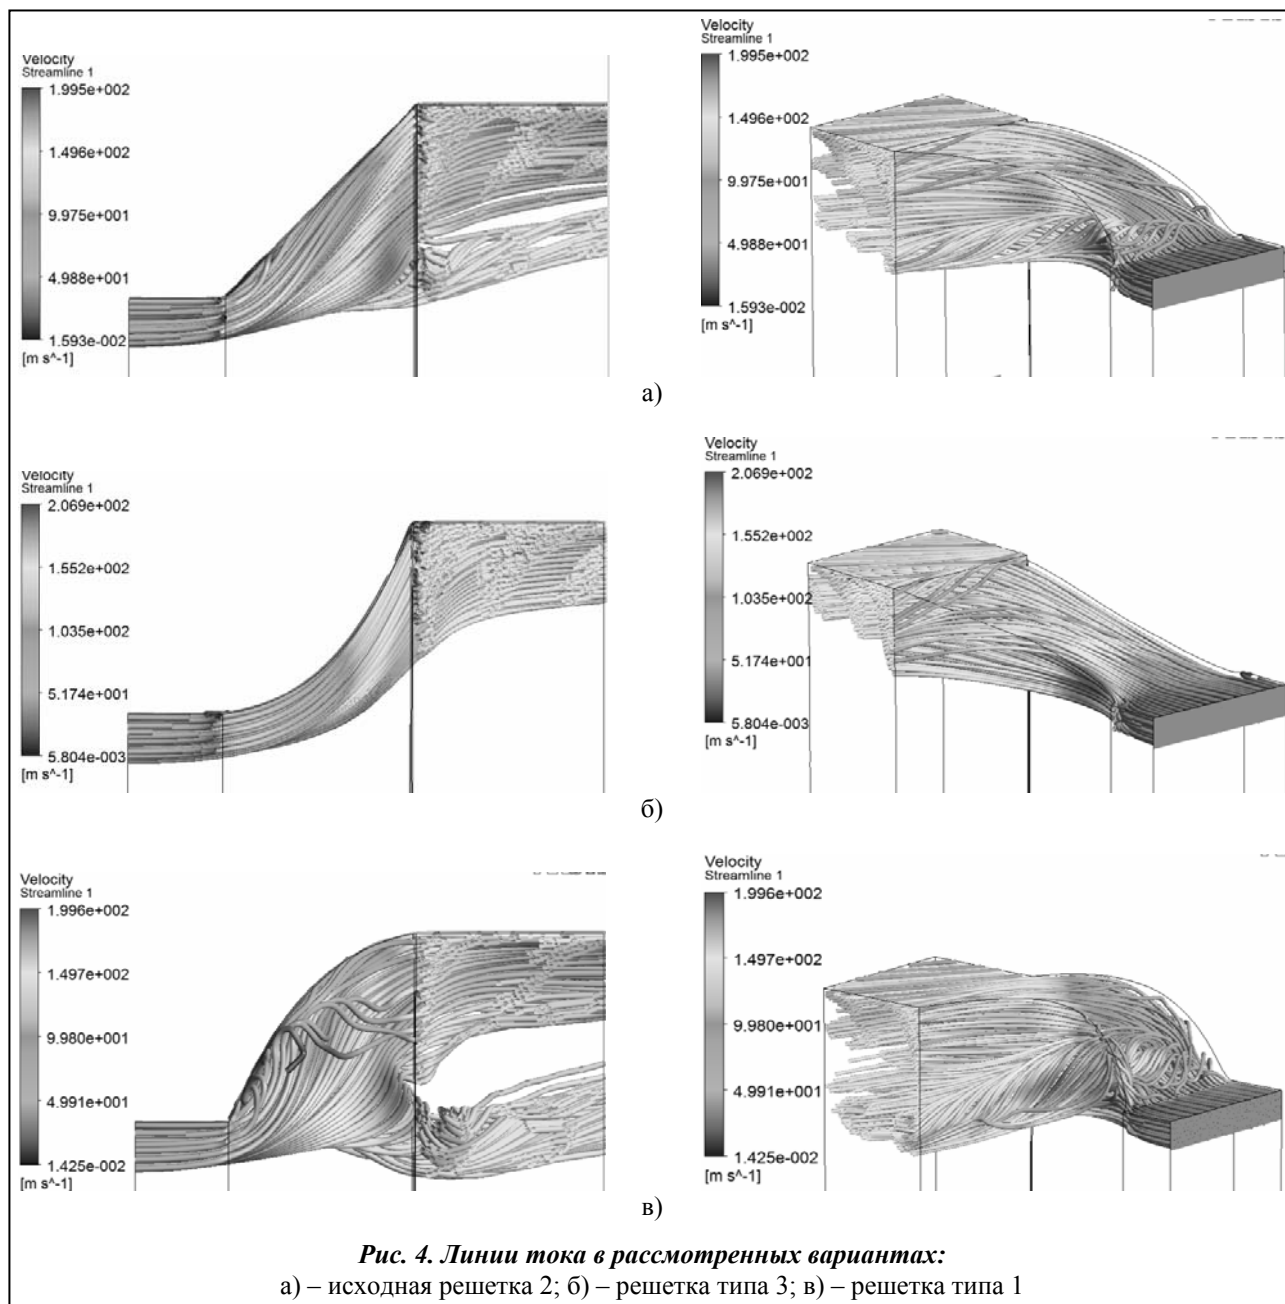 Velocity
Streamline 1
1.995e+002
1.496e+002
9.975e+001
4.988e+001
1.593e-002
[m s^-1]
Velocity
Streamline 1
1.995e+002
1.496e+002
9.975e+001
4.988e+001
1.593e-002
[m s^-1]
а)
Velocity
Streamline 1
2.069e+002
1.552e+002
1.035e+002
5.174e+001
5.804e-003
[m s^-1]
Velocity
Streamline 1
2.069e+002
1.552e+002
1.035e+002
5.174e+001
5.804e-003
[m s^-1]
б)
Velocity
Streamline 1
1.996e+002
1.497e+002
9.980e+001
4.991e+001
1.425e-002
[m s^-1]
Velocity
Streamline 1
1.996e+002
1.497e+002
9.980e+001
4.991e+001
1.425e-002
[m s^-1]
в)
Рис. 4. Линии тока в рассмотренных вариантах:
а) – исходная решетка 2; б) – решетка типа 3; в) – решетка типа 1